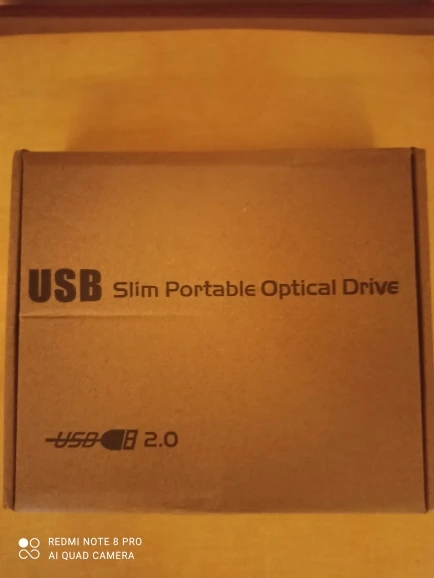 USB Slim Portable Optical Drive
USB 2.0
REDMI NOTE 8 PRO
AI QUAD CAMERA